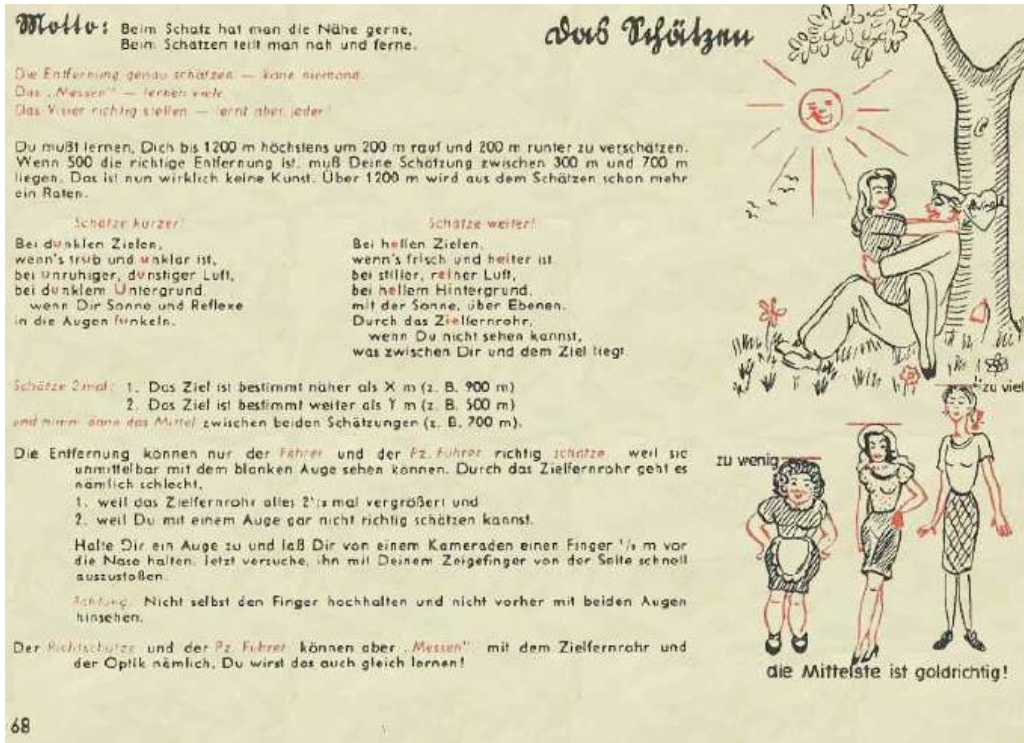 Motto: Beim Schatz hat man die Nähe gerne,
Beim Schätzen teilt man nah und ferne.
Das Schätzen
Die Entfernung genau schätzen — kann niemand.
Das „Messen" — lernen viele
Das Visier richtig stellen — lernt aber jeder!
Du mußt lernen, Dich bis 1200 m höchstens um 200 m rauf und 200 m runter zu verschätzen.
Wenn 500 die richtige Entfernung ist, muß Deine Schätzung zwischen 300 m und 700 m
liegen. Das ist nun wirklich keine Kunst. Über 1200 m wird aus dem Schätzen schon mehr
ein Raten.
Schätze kürzer!
Bei dunklen Zielen,
wenn's trüb und unklar ist,
bei unruhiger, dunstiger Luft,
bei dunklem Untergrund,
wenn Dir Sonne und Reflexe
in die Augen funkeln.
Schätze weiter!
Bei hellen Zielen,
wenn's frisch und heiter ist
bei stiller, reiner Luft,
bei hellem Hintergrund,
mit der Sonne, über Ebenen.
Durch das Zielfernrohr,
wenn Du nicht sehen kannst,
was zwischen Dir und dem Ziel liegt.
Schätze 2mal: 1. Das Ziel ist bestimmt näher als X m (z. B. 900 m)
2. Das Ziel ist bestimmt weiter als Y m (z. B. 500 m)
und nimm dann das Mittel zwischen beiden Schätzungen (z. B. 700 m).
Die Entfernung können nur der Fahrer und der Pz. Führer richtig schätzen weil sie
unmittelbar mit dem blanken Auge sehen können. Durch das Zielfernrohr geht es
nämlich schlecht,
1. weil das Zielfernrohr alles 2¹/₂ mal vergrößert und
2. weil Du mit einem Auge gar nicht richtig schätzen kannst.
Halte Dir ein Auge zu und laß Dir von einem Kameraden einen Finger ¹/₂ m vor
die Nase halten. Jetzt versuche, ihn mit Deinem Zeigefinger von der Seite schnell
auszustoßen.
Achtung: Nicht selbst den Finger hochhalten und nicht vorher mit beiden Augen
hinsehen.
Der Richtschütze und der Pz. Führer können aber „Messen" mit dem Zielfernrohr und
der Optik nämlich, Du wirst das auch gleich lernen!
zu viel
zu wenig
die Mittelste ist goldrichtig!
68